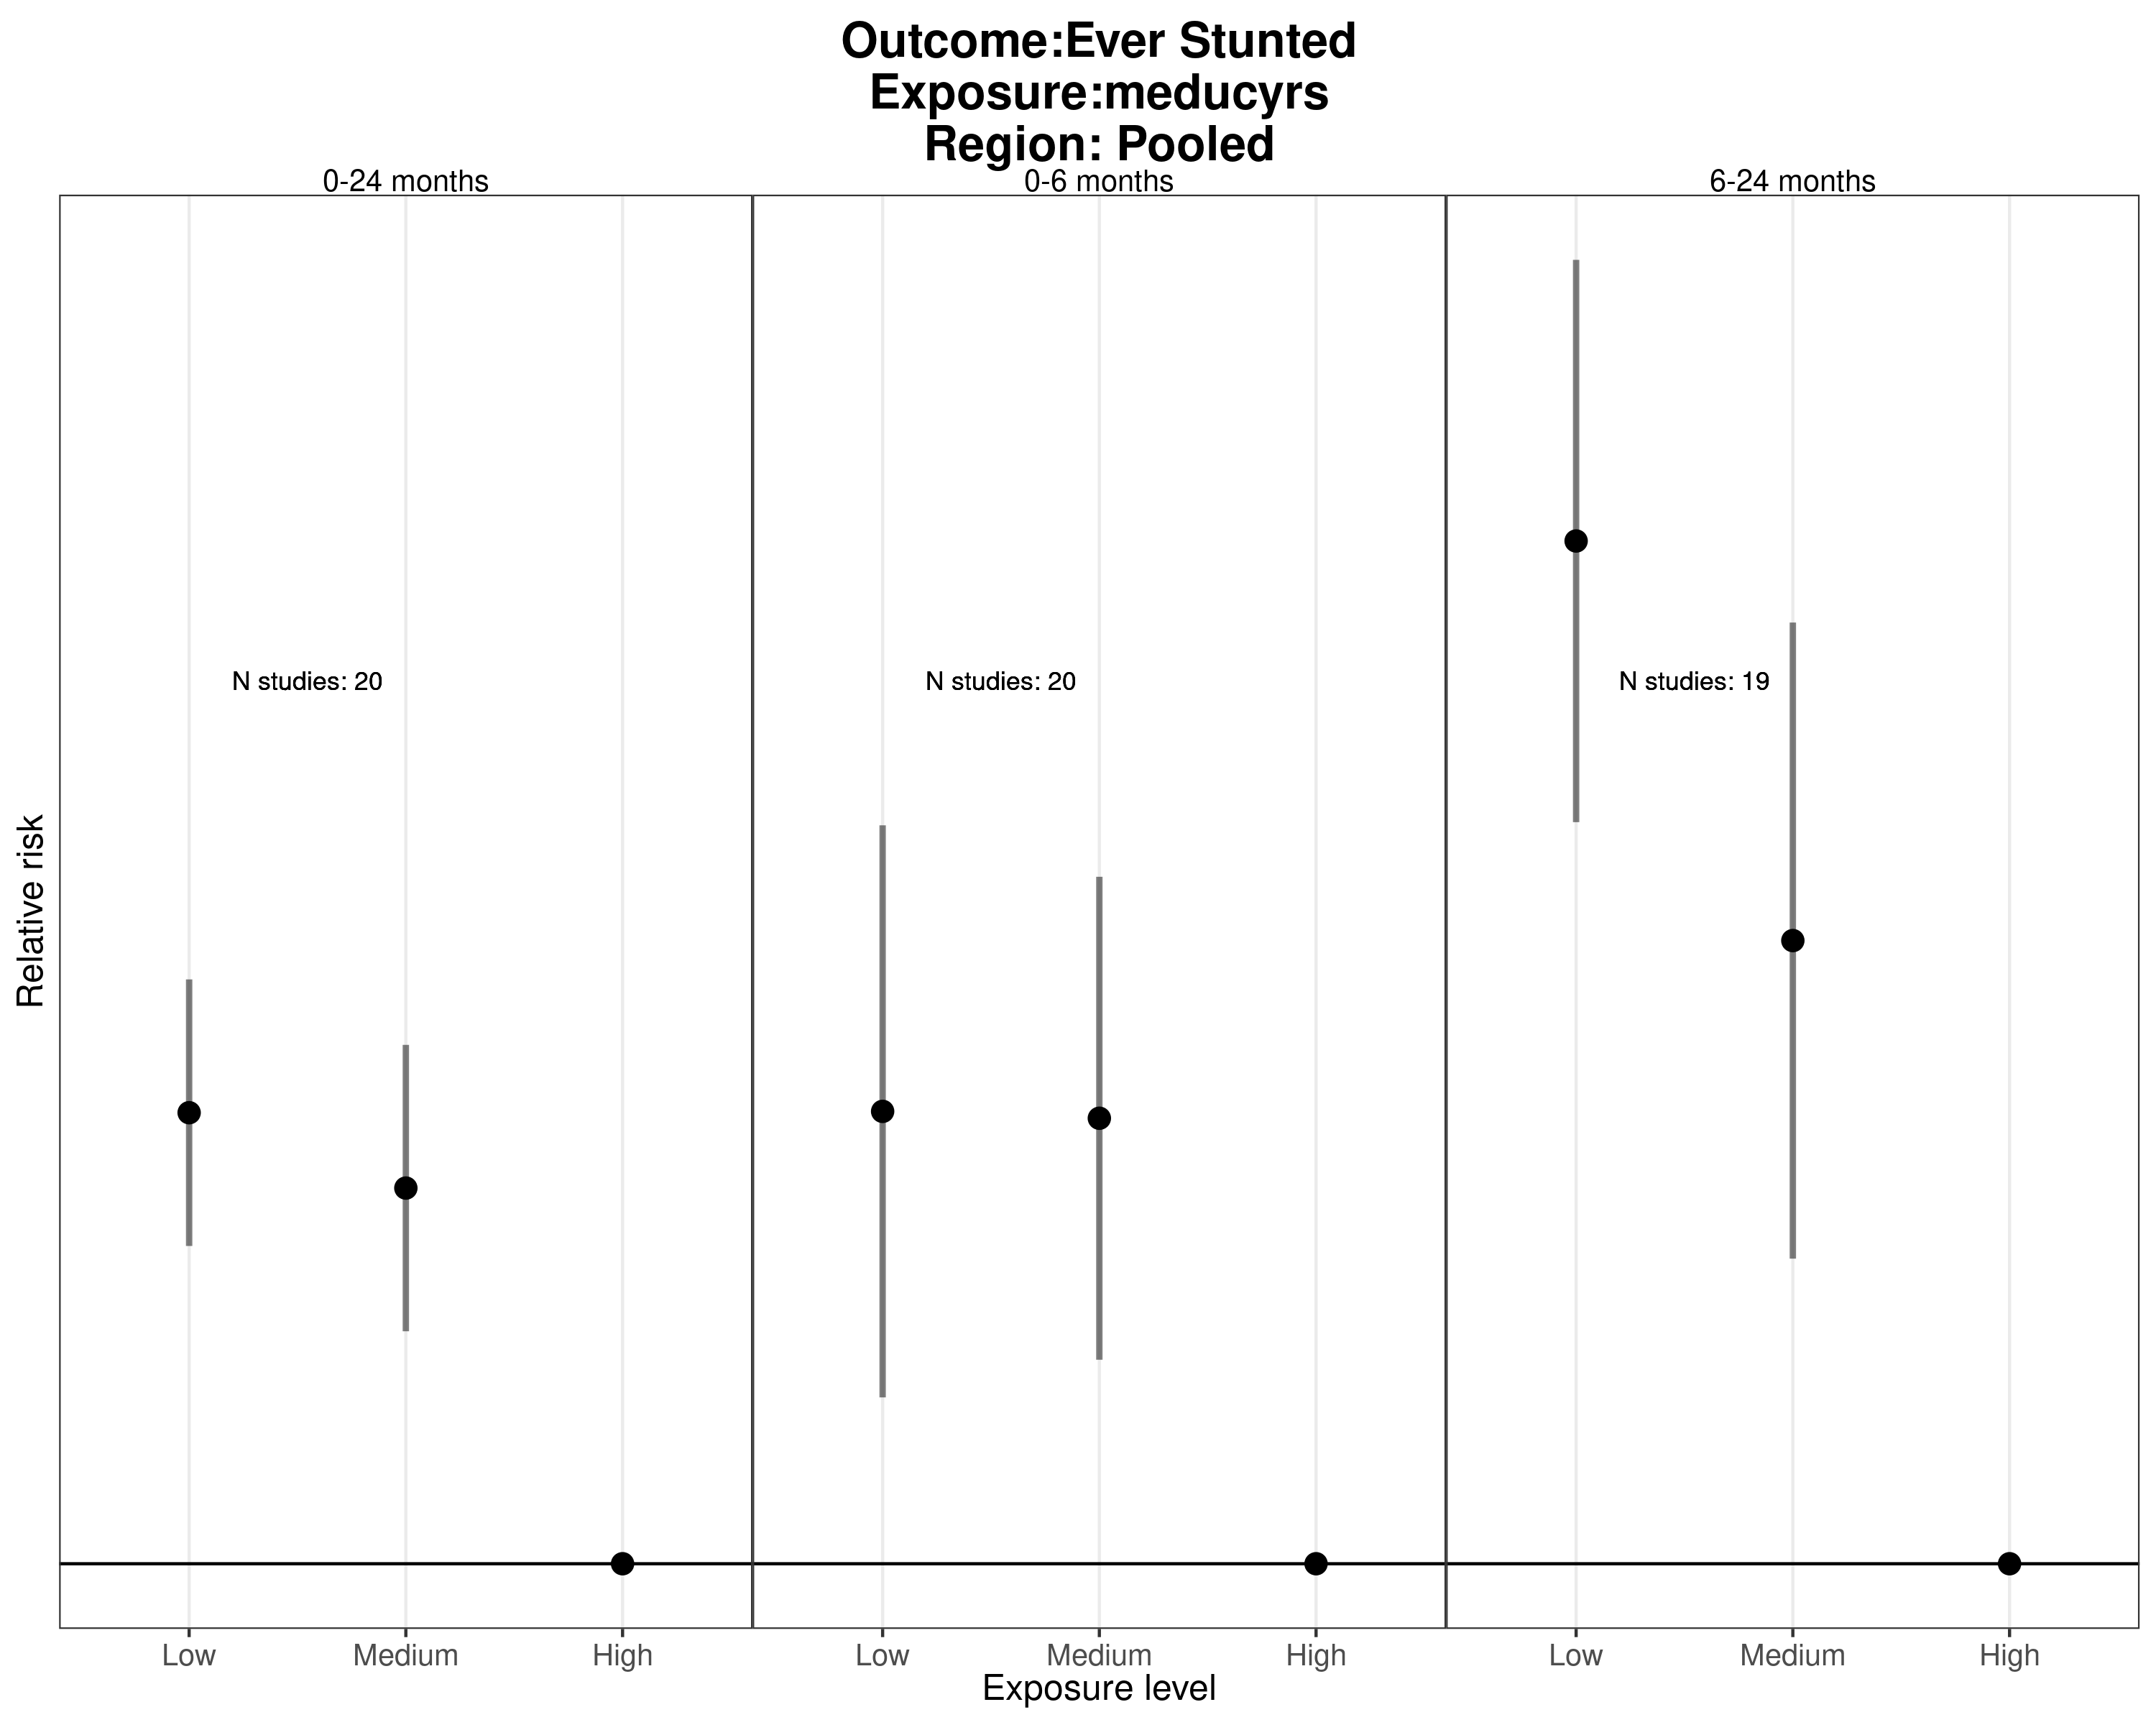 Outcome:Ever Stunted
Exposure:meducyrs
Region: Pooled
0-24 months
0-6 months
6-24 months
N studies: 20
N studies: 20
N studies: 19
Relative risk
Low
Medium
High
Low
Medium
High
Low
Medium
High
Exposure level